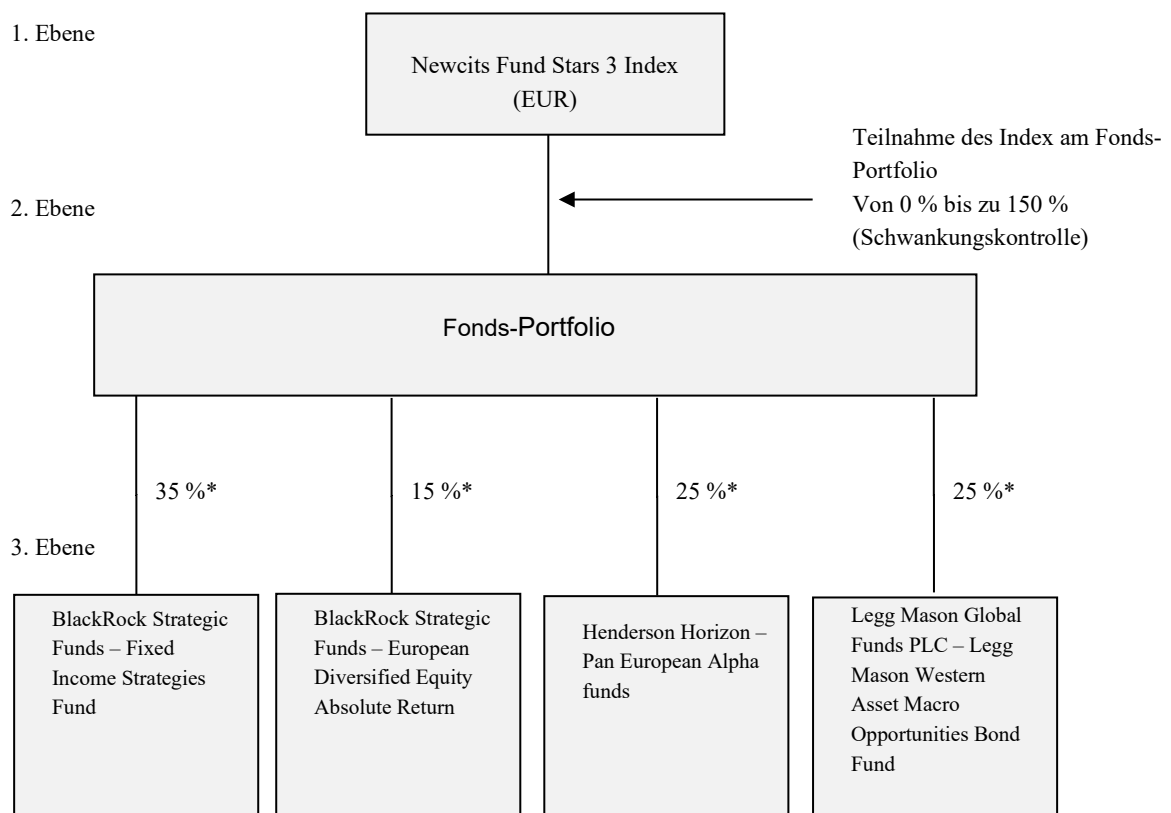 1. Ebene
Newcits Fund Stars 3 Index
(EUR)
Teilnahme des Index am Fonds-
Portfolio
Von 0 % bis zu 150 %
(Schwankungskontrolle)
2. Ebene
Fonds-Portfolio
35 %*
15 %*
25 %*
25 %*
3. Ebene
BlackRock Strategic
Funds – Fixed
Income Strategies
Fund
BlackRock Strategic
Funds – European
Diversified Equity
Absolute Return
Henderson Horizon –
Pan European Alpha
funds
Legg Mason Global
Funds PLC – Legg
Mason Western
Asset Macro
Opportunities Bond
Fund